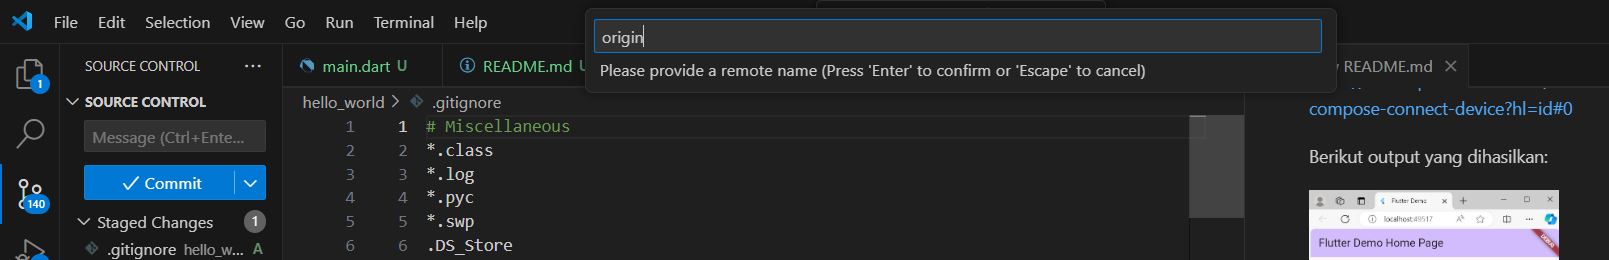 File Edit Selection View Go Run Terminal Help
origin
Please provide a remote name (Press 'Enter' to confirm or 'Escape' to cancel)
1
SOURCE CONTROL ...
main.dart U
README.md U
README.md
SOURCE CONTROL
hello_world > .gitignore
Message (Ctrl+Ente...
Commit
140
Staged Changes 1
.gitignore hello_w... A
1 1 # Miscellaneous
2 2 *.class
3 3 *.log
4 4 *.pyc
5 5 *.swp
6 6 .DS_Store
compose-connect-device?hl=id#0
Berikut output yang dihasilkan:
Flutter Demo
localhost:49517
Flutter Demo Home Page
DEBUG